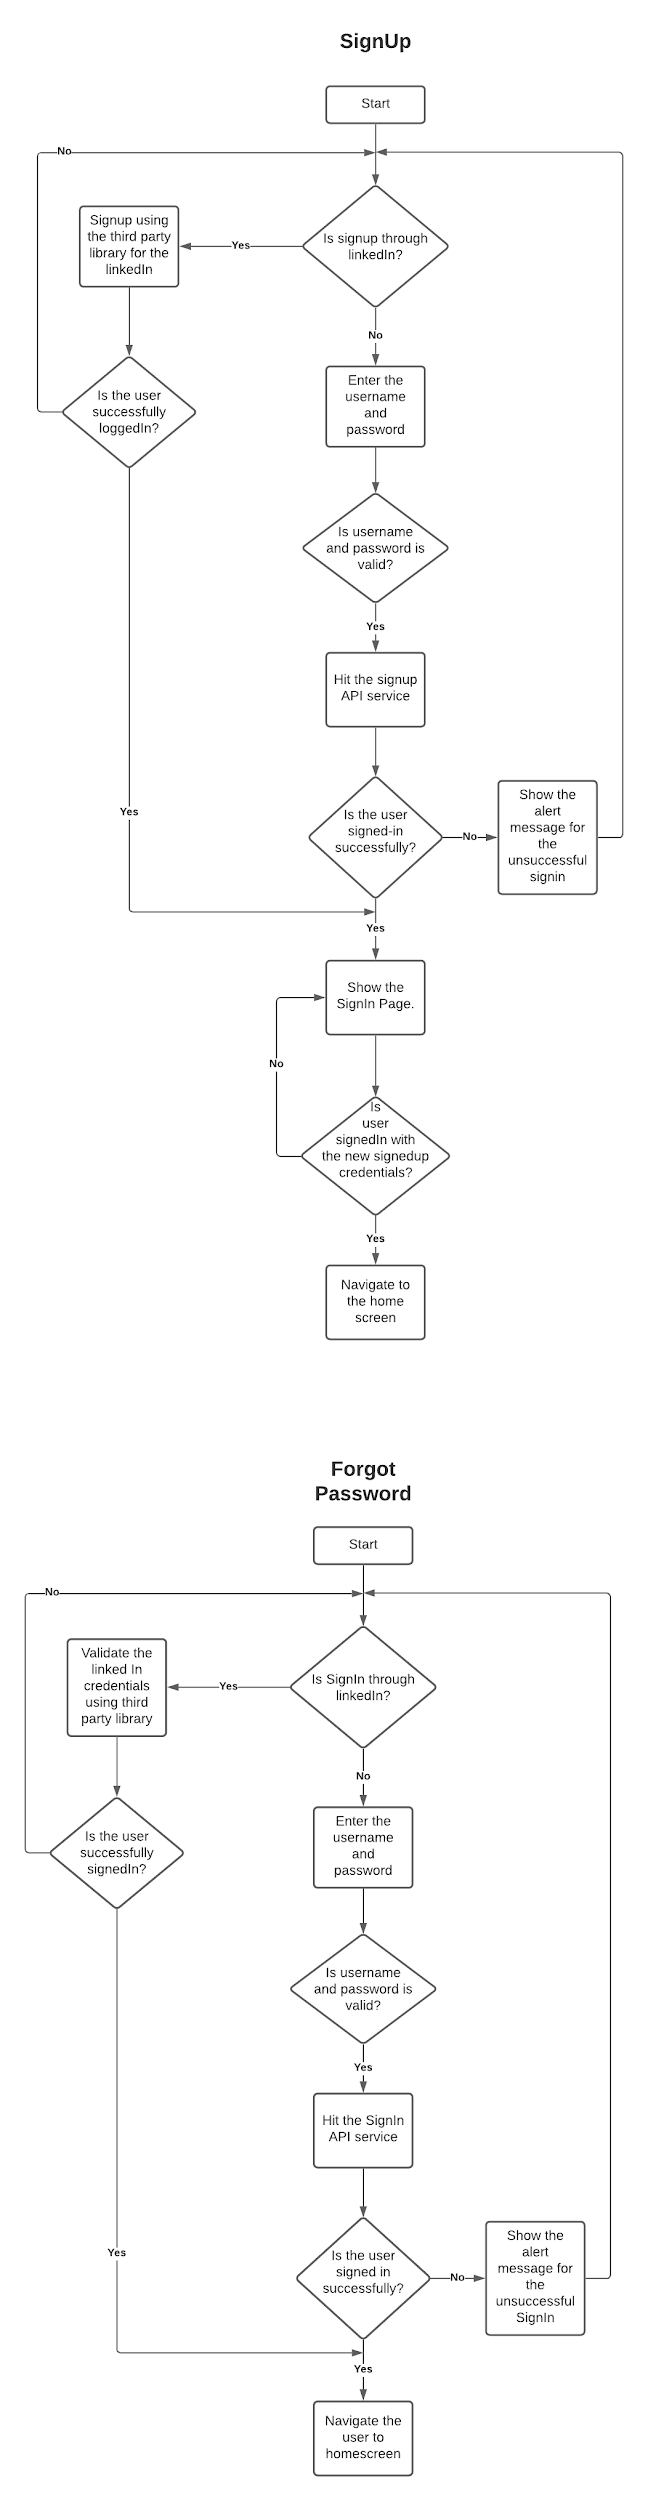 SignUp
Start
No
Signup using
the third party
library for the
linkedIn
Yes
Is signup through
linkedIn?
No
Is the user
successfully
loggedIn?
Enter the
username
and
password
Is username
and password is
valid?
Yes
Hit the signup
API service
Yes
Is the user
signed-in
successfully?
No
Show the
alert
message for
the
unsuccessful
signin
Yes
Show the
SignIn Page.
No
Is
user
signedIn with
the new signedup
credentials?
Yes
Navigate to
the home
screen
Forgot
Password
Start
No
Validate the
linked In
credentials
using third
party library
Yes
Is SignIn through
linkedIn?
No
Is the user
successfully
signedIn?
Enter the
username
and
password
Is username
and password is
valid?
Yes
Hit the SignIn
API service
Yes
Is the user
signed in
successfully?
No
Show the
alert
message for
the
unsuccessful
SignIn
Yes
Navigate the
user to
homescreen